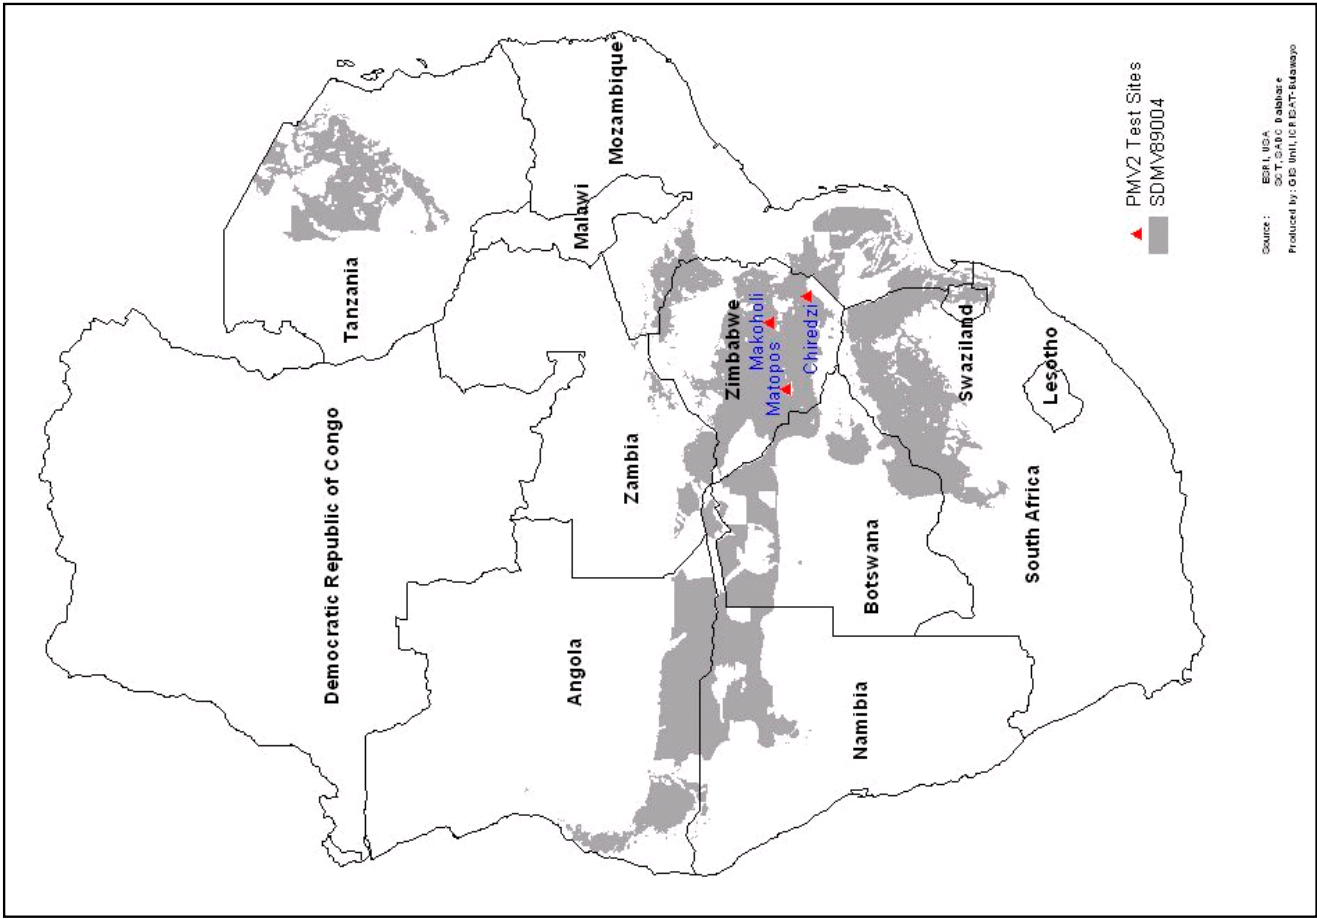 Democratic Republic of Congo
Tanzania
Angola
Malawi
Mozambique
Zambia
Zimbabwe
Makoholi
Matopos
Chiredzi
Namibia
Botswana
Swaziland
South Africa
Lesotho
PMV2 Test Sites
SDMV89004
Source : ESRI, USA
SCT, SADC Database
Produced by : GIS Unit, ICRISAT-Bulawayo